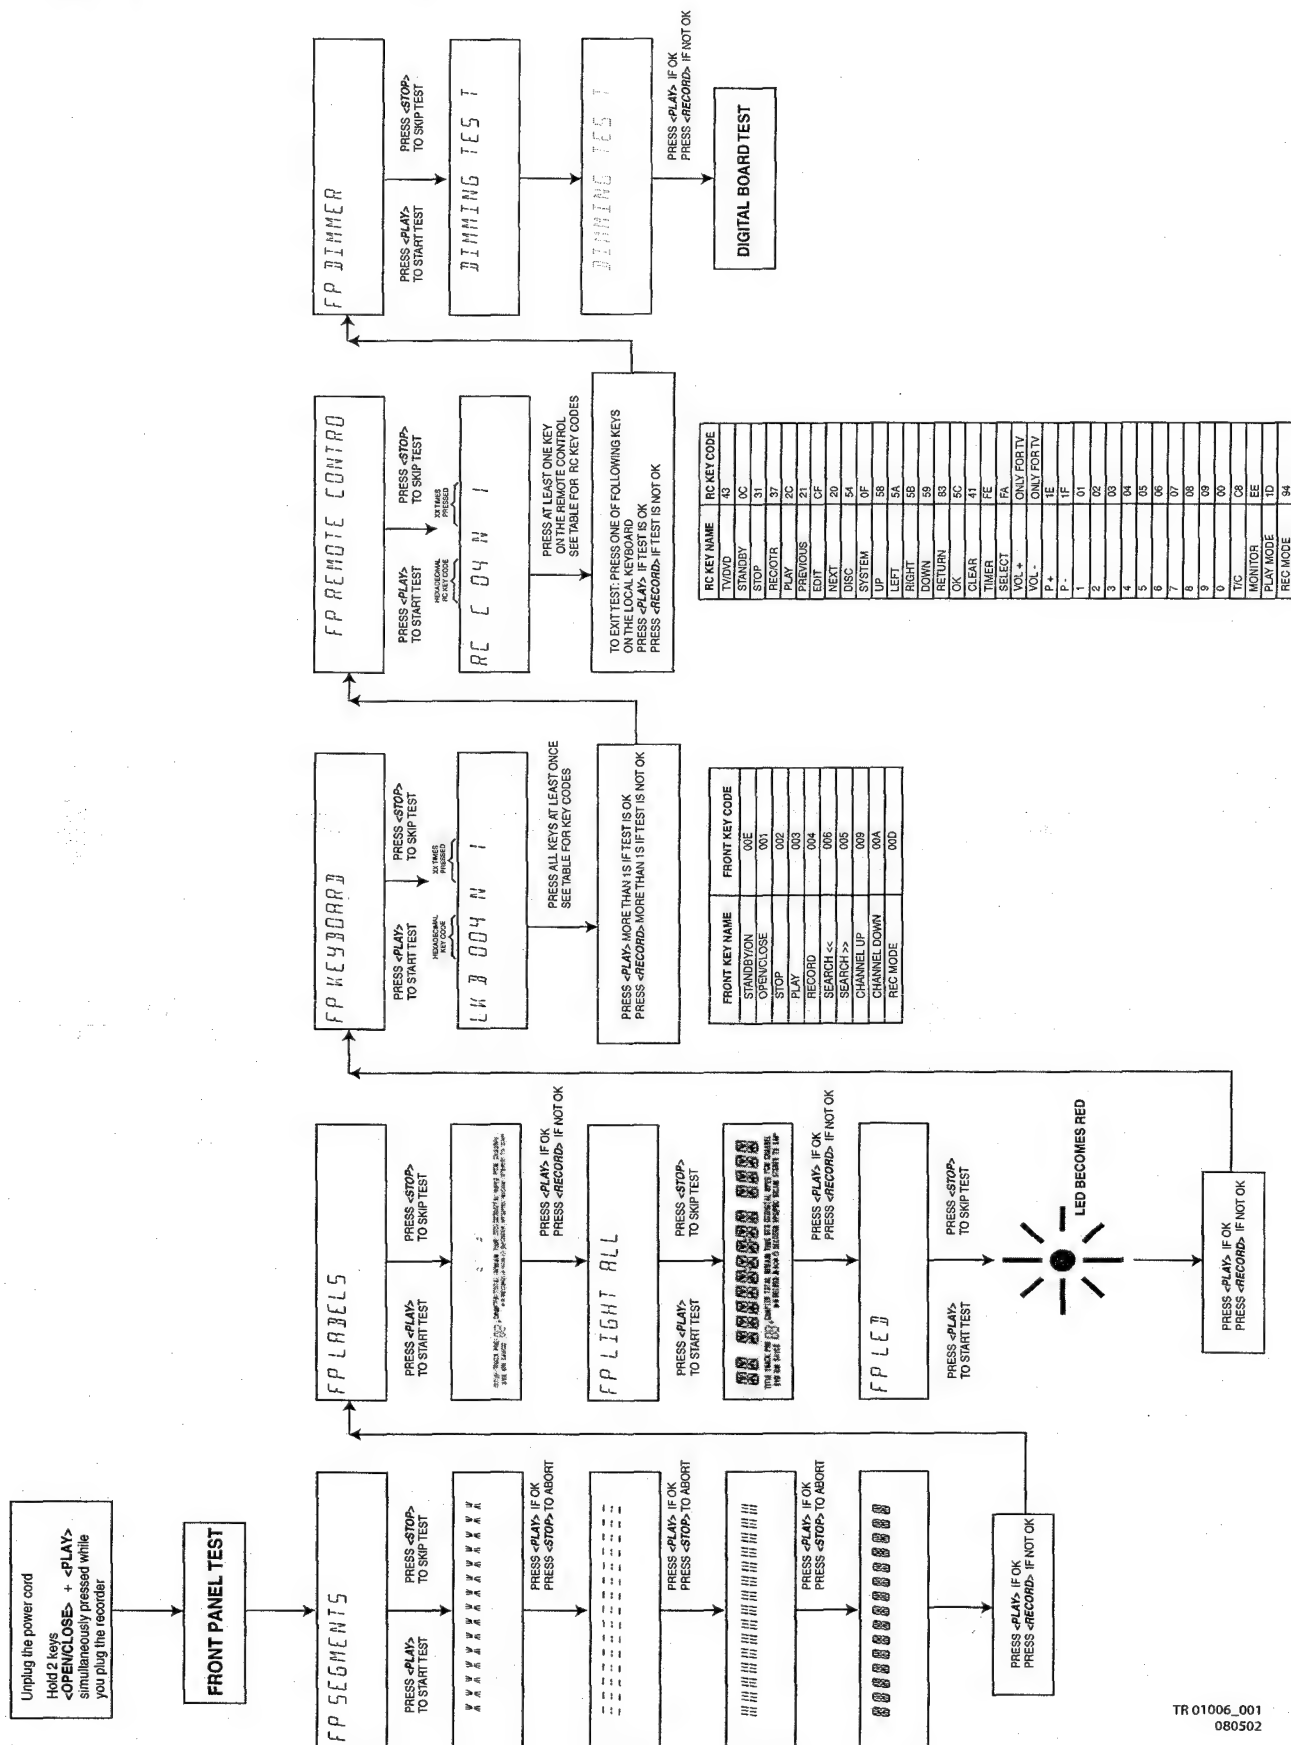 Unplug the power cord
Hold 2 keys
<OPEN/CLOSE> + <PLAY>
simultaneously pressed while
you plug the recorder
FRONT PANEL TEST
FP SEGMENTS
PRESS <PLAY>
TO START TEST
PRESS <STOP>
TO SKIP TEST
PRESS <PLAY> IF OK
PRESS <STOP> TO ABORT
PRESS <PLAY> IF OK
PRESS <STOP> TO ABORT
PRESS <PLAY> IF OK
PRESS <STOP> TO ABORT
PRESS <PLAY> IF OK
PRESS <RECORD> IF NOT OK
FP LABELS
PRESS <PLAY>
TO START TEST
PRESS <STOP>
TO SKIP TEST
PRESS <PLAY> IF OK
PRESS <RECORD> IF NOT OK
FP LIGHT ALL
PRESS <PLAY>
TO START TEST
PRESS <STOP>
TO SKIP TEST
PRESS <PLAY> IF OK
PRESS <RECORD> IF NOT OK
FP LED
PRESS <PLAY>
TO START TEST
PRESS <STOP>
TO SKIP TEST
LED BECOMES RED
PRESS <PLAY> IF OK
PRESS <RECORD> IF NOT OK
FP KEYBOARD
PRESS <PLAY>
TO START TEST
PRESS <STOP>
TO SKIP TEST
HEXADECIMAL
KEY CODE
XX TIMES
PRESSED
LKB 004 N 1
PRESS ALL KEYS AT LEAST ONCE
SEE TABLE FOR KEY CODES
PRESS <PLAY> MORE THAN 1S IF TEST IS OK
PRESS <RECORD> MORE THAN 1S IF TEST IS NOT OK
FRONT KEY NAME FRONT KEY CODE
STANDBY/ON 00E
OPEN/CLOSE 001
STOP 002
PLAY 003
RECORD 004
SEARCH << 006
SEARCH >> 005
CHANNEL UP 009
CHANNEL DOWN 00A
REC MODE 00D
FP REMOTE CONTRO
PRESS <PLAY>
TO START TEST
PRESS <STOP>
TO SKIP TEST
HEXADECIMAL
RC KEY CODE
XX TIMES
PRESSED
RC C 04 N 1
PRESS AT LEAST ONE KEY
ON THE REMOTE CONTROL
SEE TABLE FOR RC KEY CODES
TO EXIT TEST: PRESS ONE OF FOLLOWING KEYS
ON THE LOCAL KEYBOARD
PRESS <PLAY> IF TEST IS OK
PRESS <RECORD> IF TEST IS NOT OK
RC KEY NAME RC KEY CODE
TV/DVD 43
STANDBY 0C
STOP 31
REC/OTR 37
PLAY 2C
PREVIOUS 21
EDIT CF
NEXT 20
DISC 54
SYSTEM 0F
UP 58
LEFT 5A
RIGHT 5B
DOWN 59
RETURN 83
OK 5C
CLEAR 41
TIMER FE
SELECT FA
VOL + ONLY FOR TV
VOL - ONLY FOR TV
P + 1E
P - 1F
1 01
2 02
3 03
4 04
5 05
6 06
7 07
8 08
9 09
0 00
T/C C8
MONITOR EE
PLAY MODE 1D
REC MODE 94
FP DIMMER
PRESS <PLAY>
TO START TEST
PRESS <STOP>
TO SKIP TEST
DIMMING TEST
DIMMING TEST
PRESS <PLAY> IF OK
PRESS <RECORD> IF NOT OK
DIGITAL BOARD TEST
TR 01006_001
080502